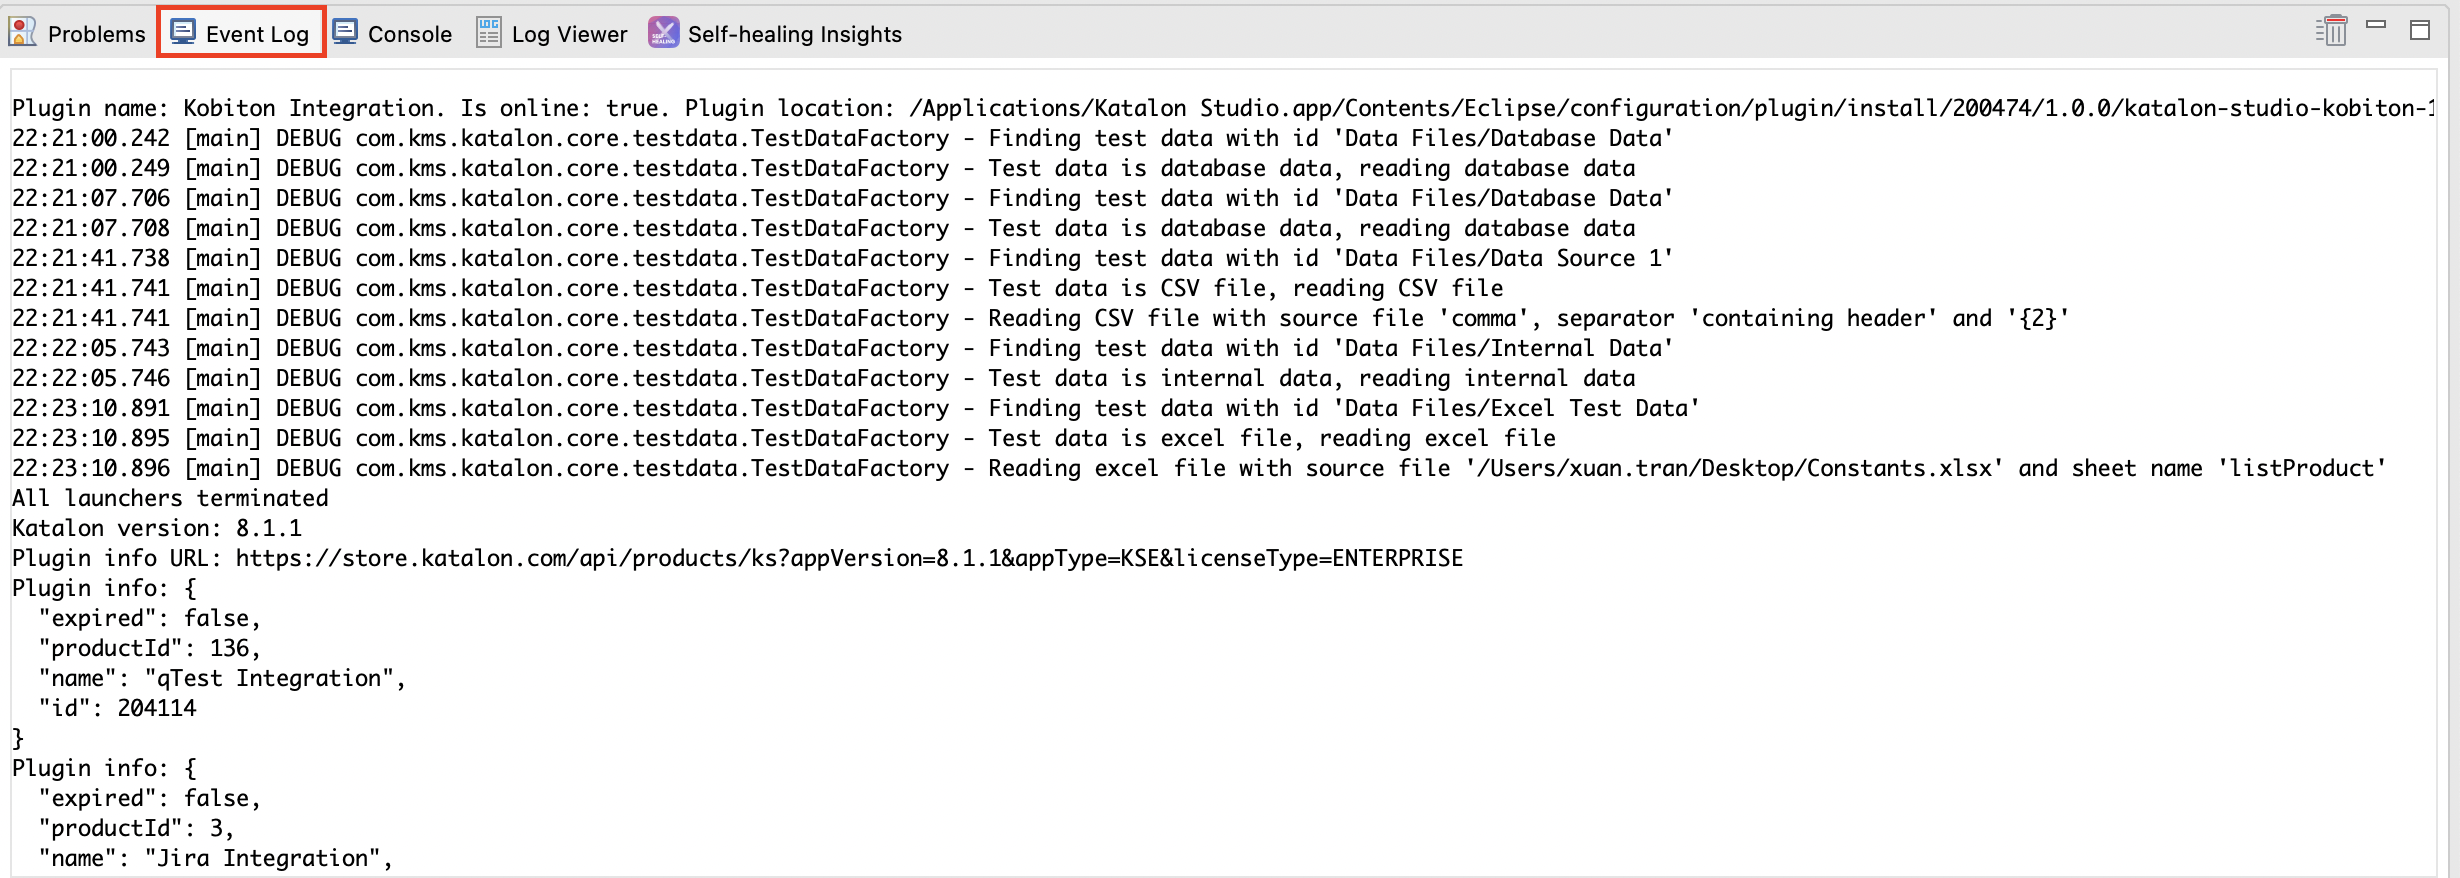 Problems Event Log Console Log Viewer Self-healing Insights
Plugin name: Kobiton Integration. Is online: true. Plugin location: /Applications/Katalon Studio.app/Contents/Eclipse/configuration/plugin/install/200474/1.0.0/katalon-studio-kobiton-1
22:21:00.242 [main] DEBUG com.kms.katalon.core.testdata.TestDataFactory - Finding test data with id 'Data Files/Database Data'
22:21:00.249 [main] DEBUG com.kms.katalon.core.testdata.TestDataFactory - Test data is database data, reading database data
22:21:07.706 [main] DEBUG com.kms.katalon.core.testdata.TestDataFactory - Finding test data with id 'Data Files/Database Data'
22:21:07.708 [main] DEBUG com.kms.katalon.core.testdata.TestDataFactory - Test data is database data, reading database data
22:21:41.738 [main] DEBUG com.kms.katalon.core.testdata.TestDataFactory - Finding test data with id 'Data Files/Data Source 1'
22:21:41.741 [main] DEBUG com.kms.katalon.core.testdata.TestDataFactory - Test data is CSV file, reading CSV file
22:21:41.741 [main] DEBUG com.kms.katalon.core.testdata.TestDataFactory - Reading CSV file with source file 'comma', separator 'containing header' and '{2}'
22:22:05.743 [main] DEBUG com.kms.katalon.core.testdata.TestDataFactory - Finding test data with id 'Data Files/Internal Data'
22:22:05.746 [main] DEBUG com.kms.katalon.core.testdata.TestDataFactory - Test data is internal data, reading internal data
22:23:10.891 [main] DEBUG com.kms.katalon.core.testdata.TestDataFactory - Finding test data with id 'Data Files/Excel Test Data'
22:23:10.895 [main] DEBUG com.kms.katalon.core.testdata.TestDataFactory - Test data is excel file, reading excel file
22:23:10.896 [main] DEBUG com.kms.katalon.core.testdata.TestDataFactory - Reading excel file with source file '/Users/xuan.tran/Desktop/Constants.xlsx' and sheet name 'listProduct'
All launchers terminated
Katalon version: 8.1.1
Plugin info URL: https://store.katalon.com/api/products/ks?appVersion=8.1.1&appType=KSE&licenseType=ENTERPRISE
Plugin info: {
  "expired": false,
  "productId": 136,
  "name": "qTest Integration",
  "id": 204114
}
Plugin info: {
  "expired": false,
  "productId": 3,
  "name": "Jira Integration",